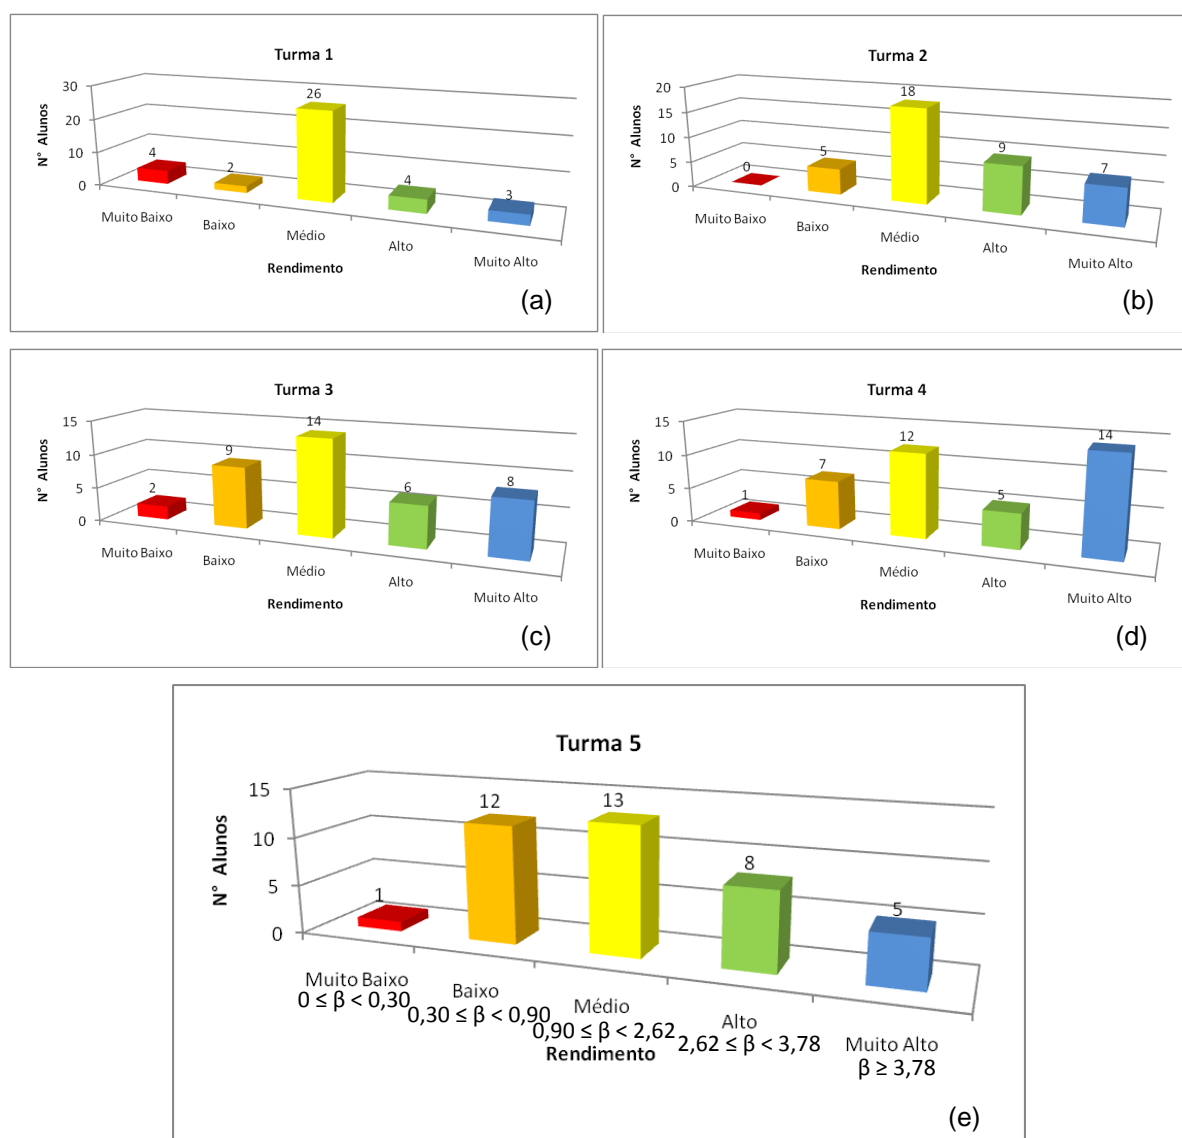 Turma 1
N° Alunos
30
20
10
0
4
2
26
4
3
Muito Baixo
Baixo
Médio
Alto
Muito Alto
Rendimento
(a)
Turma 2
N° Alunos
20
15
10
5
0
0
5
18
9
7
Muito Baixo
Baixo
Médio
Alto
Muito Alto
Rendimento
(b)
Turma 3
N° Alunos
15
10
5
0
2
9
14
6
8
Muito Baixo
Baixo
Médio
Alto
Muito Alto
Rendimento
(c)
Turma 4
N° Alunos
15
10
5
0
1
7
12
5
14
Muito Baixo
Baixo
Médio
Alto
Muito Alto
Rendimento
(d)
Turma 5
N° Alunos
15
10
5
0
1
12
13
8
5
Muito Baixo
0 ≤ β < 0,30
Baixo
0,30 ≤ β < 0,90
Médio
0,90 ≤ β < 2,62
Alto
2,62 ≤ β < 3,78
Muito Alto
β ≥ 3,78
Rendimento
(e)